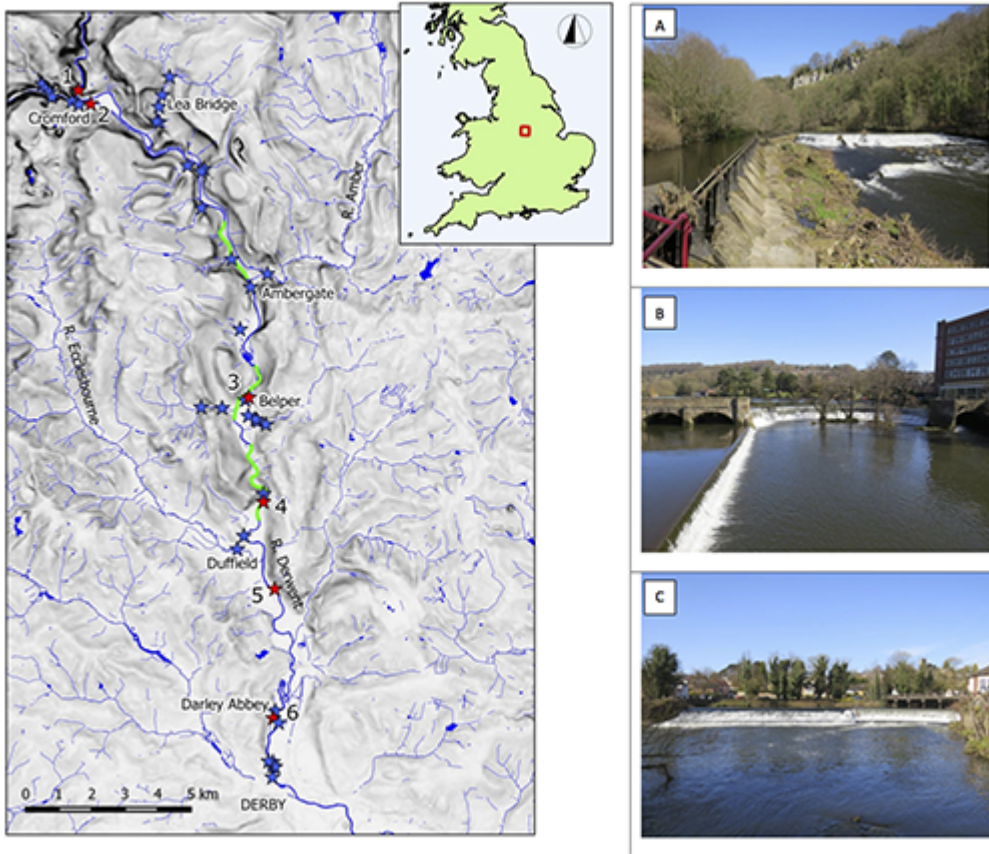 1
2
Cromford
Lea Bridge
R. Amber
Ambergate
R. Ecclesbourne
3
Belper
4
Duffield
R. Derwent
5
Darley Abbey
6
0 1 2 3 4 5 km
DERBY
A
B
C